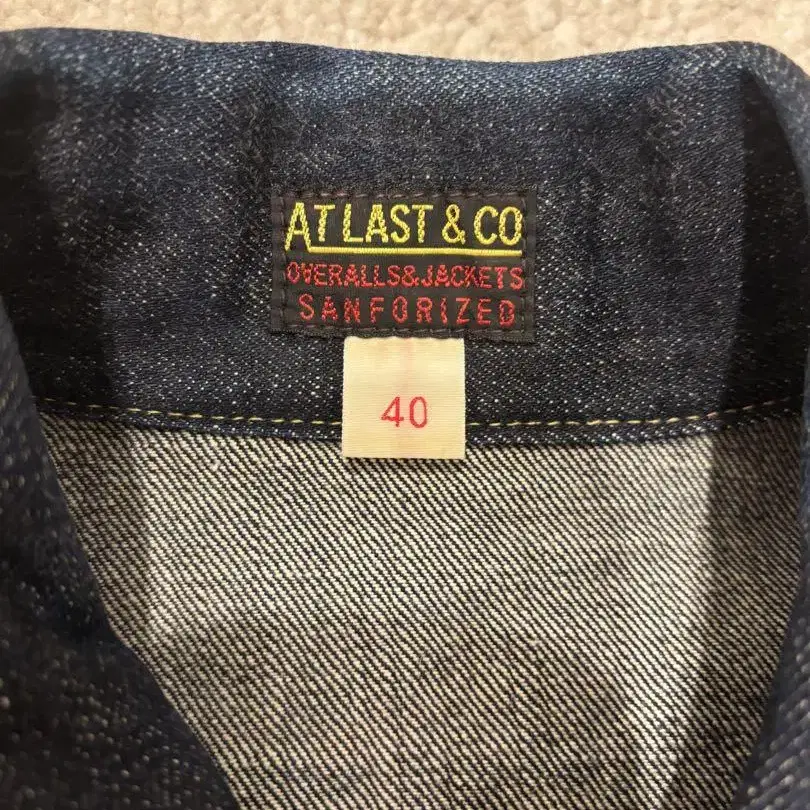 AT LAST & CO
OVERALLS&JACKETS
SANFORIZED
40